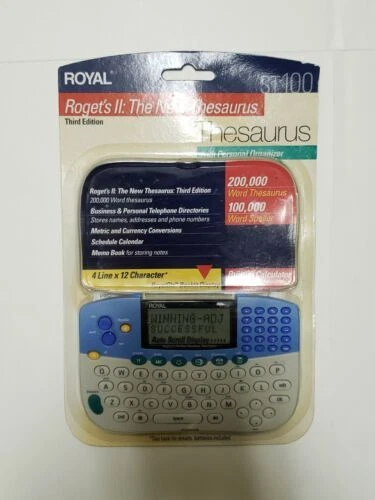 ROYAL
ST100
Roget's II: The New Thesaurus
Third Edition
Thesaurus
Personal Organizer
Roget's II: The New Thesaurus: Third Edition
200,000 Word thesaurus
Business & Personal Telephone Directories
Stores names, addresses and phone numbers
Metric and Currency Conversions
Schedule Calendar
Memo Book for storing notes
200,000
Word Thesaurus
100,000
Word Speller
4 Line x 12 Character*
Calculator
ROYAL
WINNING-ADJ
SUCCESSFUL
Auto Scroll Display
Q W E R T Y U I O P
A S D F G H J K L
Z X C V B N M
SPACE